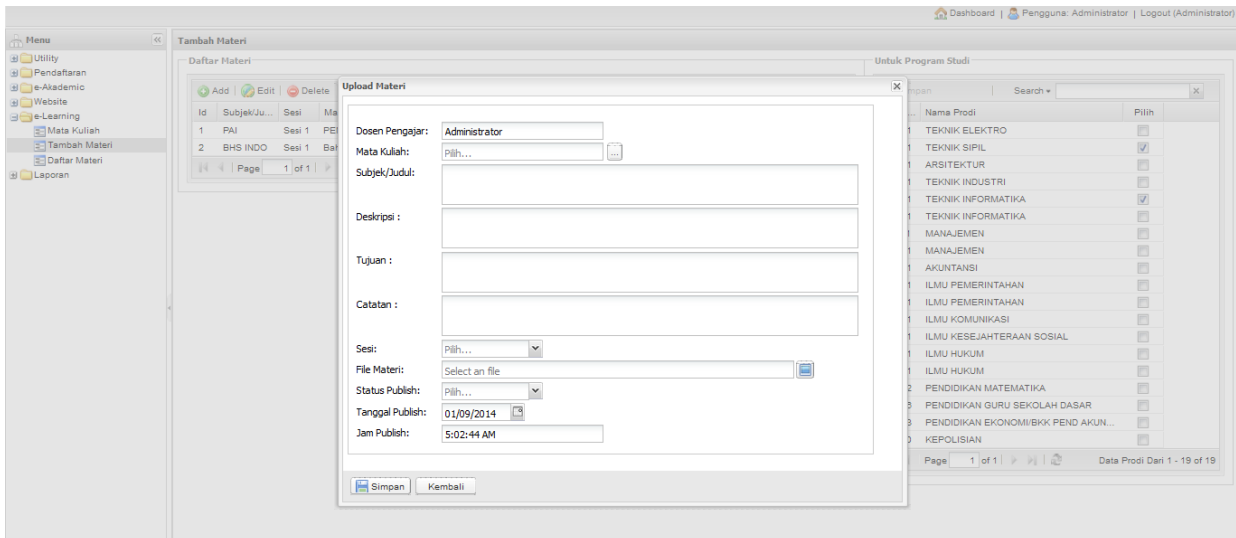 Dashboard | Pengguna: Administrator | Logout (Administrator)
Menu
Utility
Pendaftaran
e-Akademic
Website
e-Learning
Mata Kuliah
Tambah Materi
Daftar Materi
Laporan
Tambah Materi
Daftar Materi
Add | Edit | Delete
Id Subjek/Ju... Sesi
1 PAI Sesi 1
2 BHS INDO Sesi 1
Page 1 of 1
Upload Materi
Dosen Pengajar: Administrator
Mata Kuliah: Pilih... ...
Subjek/Judul:
Deskripsi :
Tujuan :
Catatan :
Sesi: Pilih...
File Materi: Select an file
Status Publish: Pilih...
Tanggal Publish: 01/09/2014
Jam Publish: 5:02:44 AM
Simpan Kembali
Untuk Program Studi
Search
Nama Prodi Pilih
TEKNIK ELEKTRO
TEKNIK SIPIL
ARSITEKTUR
TEKNIK INDUSTRI
TEKNIK INFORMATIKA
TEKNIK INFORMATIKA
MANAJEMEN
MANAJEMEN
AKUNTANSI
ILMU PEMERINTAHAN
ILMU PEMERINTAHAN
ILMU KOMUNIKASI
ILMU KESEJAHTERAAN SOSIAL
ILMU HUKUM
ILMU HUKUM
PENDIDIKAN MATEMATIKA
PENDIDIKAN GURU SEKOLAH DASAR
PENDIDIKAN EKONOMI/BKK PEND AKUN...
KEPOLISIAN
Page 1 of 1 Data Prodi Dari 1 - 19 of 19